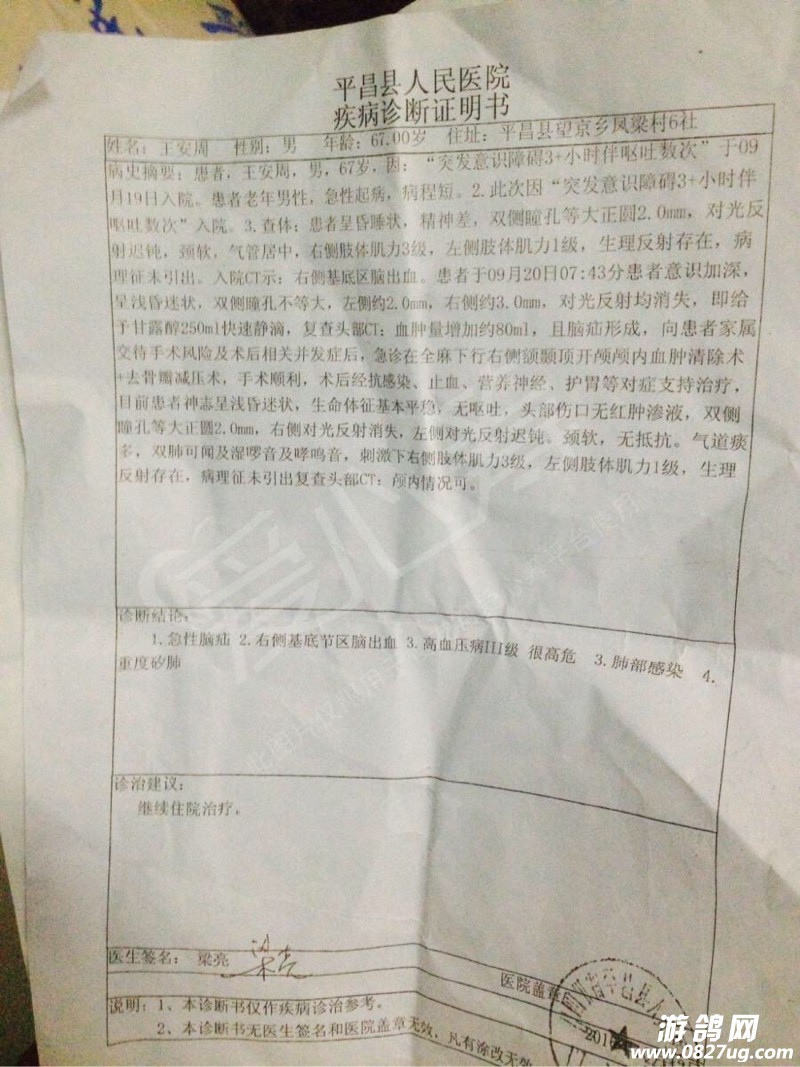 平昌县人民医院
疾病诊断证明书
姓名：王安周 性别：男 年龄：67.00岁 住址：平昌县望京乡凤梁村6社
病史摘要：患者，王安周，男，67岁，因：“突发意识障碍3+小时伴呕吐数次”于09
月19日入院。患者老年男性，急性起病，病程短。2.此次因“突发意识障碍3+小时伴
呕吐数次”入院。3.查体：患者呈昏睡状，精神差，双侧瞳孔等大正圆2.0mm，对光反
射迟钝，颈软，气管居中，右侧肢体肌力3级，左侧肢体肌力1级，生理反射存在，病
理征未引出。入院CT示：右侧基底区脑出血。患者于09月20日07:43分患者意识加深，
呈浅昏迷状，双侧瞳孔不等大，左侧约2.0mm，右侧约3.0mm，对光反射均消失，即给
予甘露醇250ml快速静滴，复查头部CT：血肿量增加约80ml，且脑疝形成，向患者家属
交待手术风险及术后相关并发症后，急诊在全麻下行右侧额颞顶开颅颅内血肿清除术
+去骨瓣减压术，手术顺利，术后经抗感染、止血、营养神经、护胃等对症支持治疗，
目前患者神志呈浅昏迷状，生命体征基本平稳，无呕吐，头部伤口无红肿渗液，双侧
瞳孔等大正圆2.0mm，右侧对光反射消失，左侧对光反射迟钝。颈软，无抵抗。气道痰
多，双肺可闻及湿啰音及哮鸣音，刺激下右侧肢体肌力3级，左侧肢体肌力1级，生理
反射存在，病理征未引出复查头部CT：颅内情况可。
诊断结论：
1.急性脑疝 2.右侧基底节区脑出血 3.高血压病III级 很高危 3.肺部感染 4.
重度矽肺
诊治建议：
继续住院治疗。
医生签名：梁亮 梁亮
医院盖章
四川省平昌县人
说明：1、本诊断书仅作疾病诊治参考。
2、本诊断书无医生签名和医院盖章无效，凡有涂改无效
爱心
游鸽网
www.0827ug.com